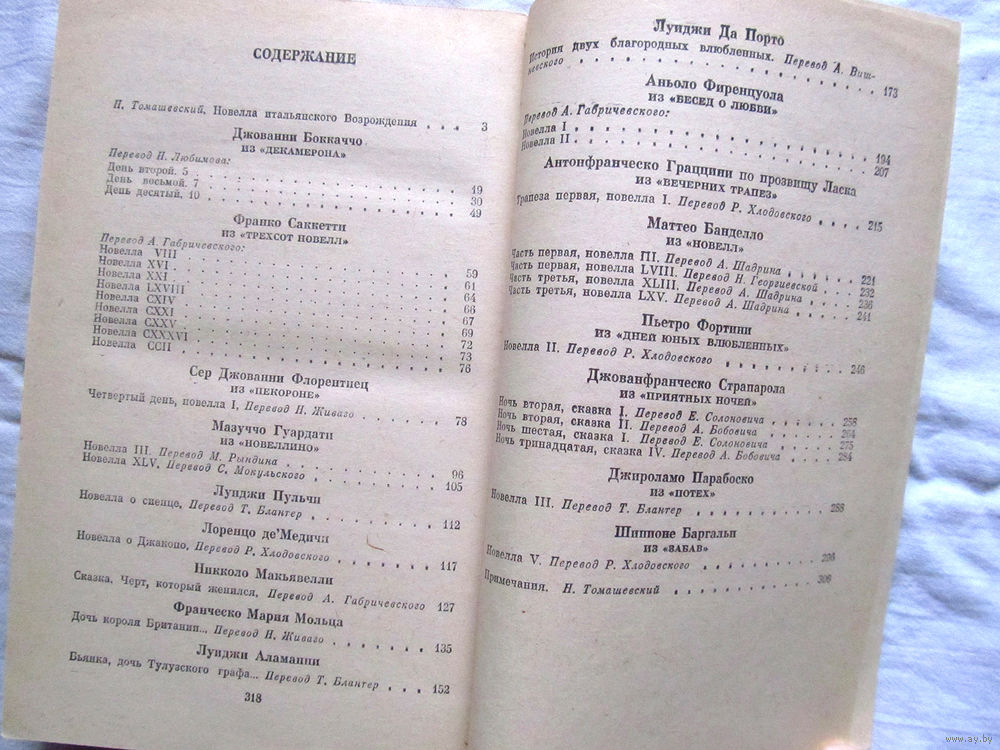 СОДЕРЖАНИЕ
Н. Томашевский. Новелла итальянского Возрождения . . . 3
Джованни Боккаччо
ИЗ «ДЕКАМЕРОНА»
Перевод Н. Любимова:
День второй. 5 . . . 19
День восьмой. 7 . . . 30
День десятый. 10 . . . 49
Франко Саккетти
ИЗ «ТРЕХСОТ НОВЕЛЛ»
Перевод А. Габричевского:
Новелла VIII . . . 59
Новелла XVI . . . 61
Новелла XXI . . . 64
Новелла LXVIII . . . 66
Новелла CXIV . . . 67
Новелла CXXI . . . 69
Новелла CXXV . . . 72
Новелла CXXXVI . . . 73
Новелла CCII . . . 76
Сер Джованни Флорентиец
ИЗ «ПЕКОРОНЕ»
Четвертый день, новелла I, Перевод Н. Живаго . . . 78
Мазуччо Гуардати
ИЗ «НОВЕЛЛИНО»
Новелла III. Перевод М. Рындина . . . 96
Новелла XLV. Перевод С. Мокульского . . . 105
Луиджи Пульчи
Новелла о сиенце. Перевод Т. Блантер . . . 112
Лоренцо де'Медичи
Новелла о Джакопо. Перевод Р. Хлодовского . . . 117
Никколо Макьявелли
Сказка. Черт, который женился. Перевод А. Габричевского 127
Франческо Мария Мольца
Дочь короля Британии... Перевод Н. Живаго . . . 135
Луиджи Аламанни
Бьянка, дочь Тулузского графа... Перевод Т. Блантер . . . 152
318
Луиджи Да Порто
История двух благородных влюбленных. Перевод А. Виш-
невского . . . 173
Аньоло Фиренцуола
ИЗ «БЕСЕД О ЛЮБВИ»
Перевод А. Габричевского:
Новелла I . . . 194
Новелла II . . . 207
Антонфранческо Граццини по прозвищу Ласка
ИЗ «ВЕЧЕРНИХ ТРАПЕЗ»
Трапеза первая, новелла I. Перевод Р. Хлодовского . . . 215
Маттео Банделло
ИЗ «НОВЕЛЛ»
Часть первая, новелла III. Перевод А. Шадрина . . . 221
Часть первая, новелла LVIII. Перевод Н. Георгиевской . . 232
Часть третья, новелла XLIII. Перевод А. Шадрина . . . 236
Часть третья, новелла LXV. Перевод А. Шадрина . . . 241
Пьетро Фортини
ИЗ «ДНЕЙ ЮНЫХ ВЛЮБЛЕННЫХ»
Новелла II. Перевод Р. Хлодовского . . . 246
Джованфранческо Страпарола
ИЗ «ПРИЯТНЫХ НОЧЕЙ»
Ночь вторая, сказка I. Перевод Е. Солоновича . . . 258
Ночь вторая, сказка II. Перевод А. Бобовича . . . 264
Ночь шестая, сказка I. Перевод Е. Солоновича . . . 275
Ночь тринадцатая, сказка IV. Перевод А. Бобовича . . . 284
Джироламо Парабоско
ИЗ «ПОТЕХ»
Новелла III. Перевод Т. Блантер . . . 288
Шипионе Баргальи
ИЗ «ЗАБАВ»
Новелла V. Перевод Р. Хлодовского . . . 296
Примечания. Н. Томашевский . . . 306
www.ay.by